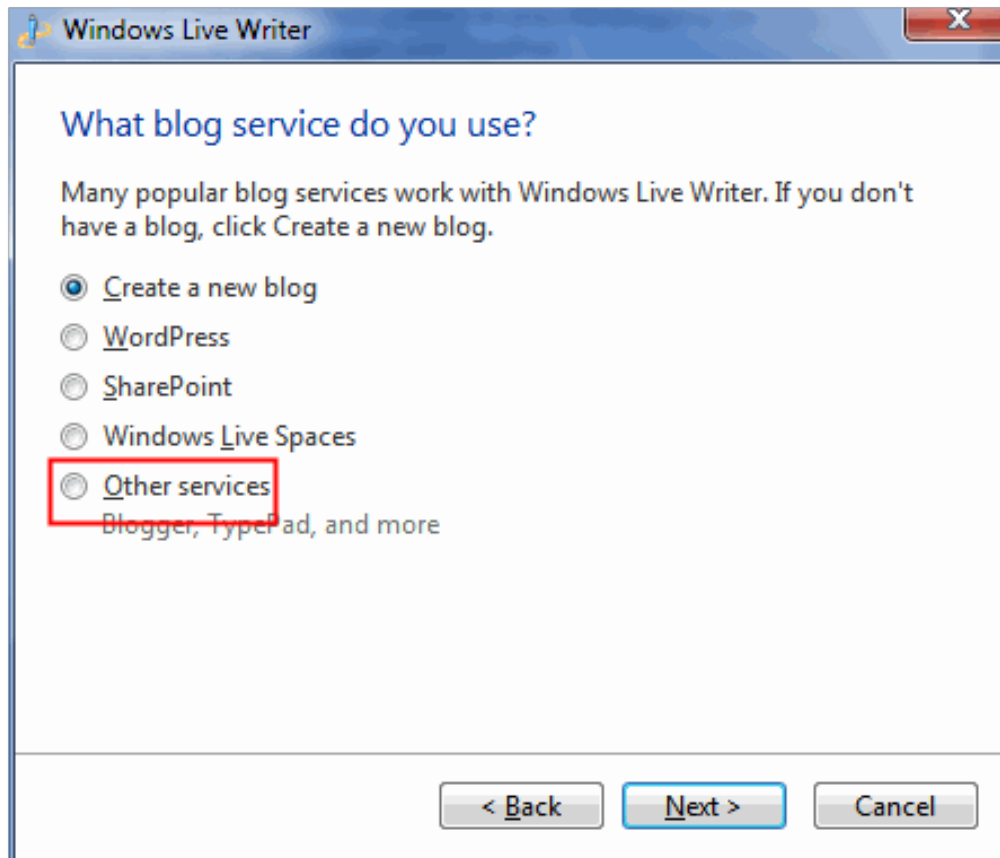 Windows Live Writer
What blog service do you use?
Many popular blog services work with Windows Live Writer. If you don't
have a blog, click Create a new blog.
Create a new blog
WordPress
SharePoint
Windows Live Spaces
Other services
Blogger, TypePad, and more
< Back
Next >
Cancel